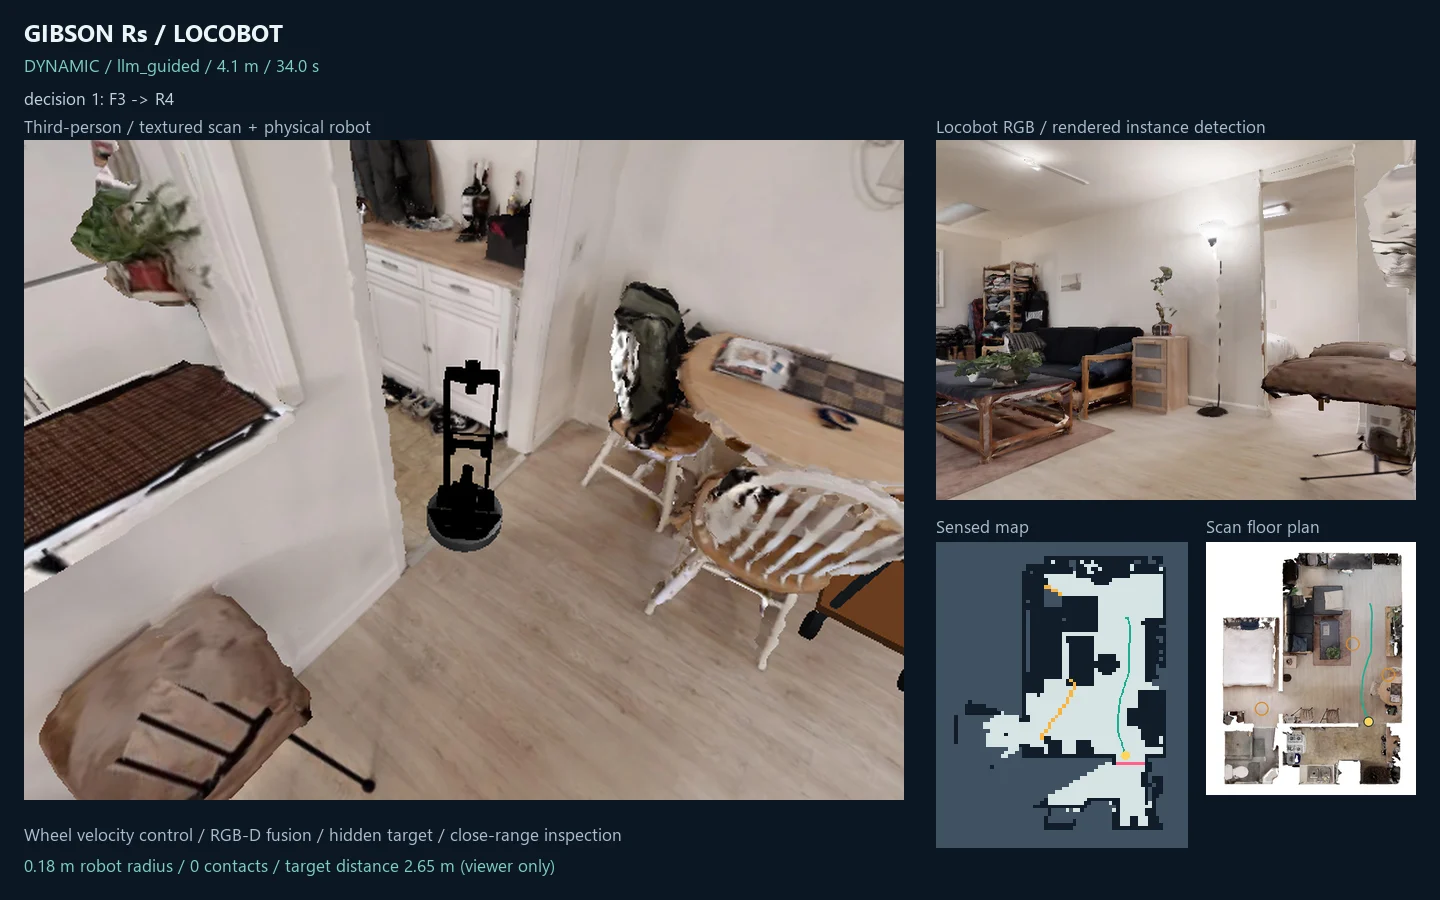 GIBSON Rs / LOCOBOT
DYNAMIC / llm_guided / 4.1 m / 34.0 s
decision 1: F3 -> R4
Third-person / textured scan + physical robot
Locobot RGB / rendered instance detection
Sensed map
Scan floor plan
Wheel velocity control / RGB-D fusion / hidden target / close-range inspection
0.18 m robot radius / 0 contacts / target distance 2.65 m (viewer only)